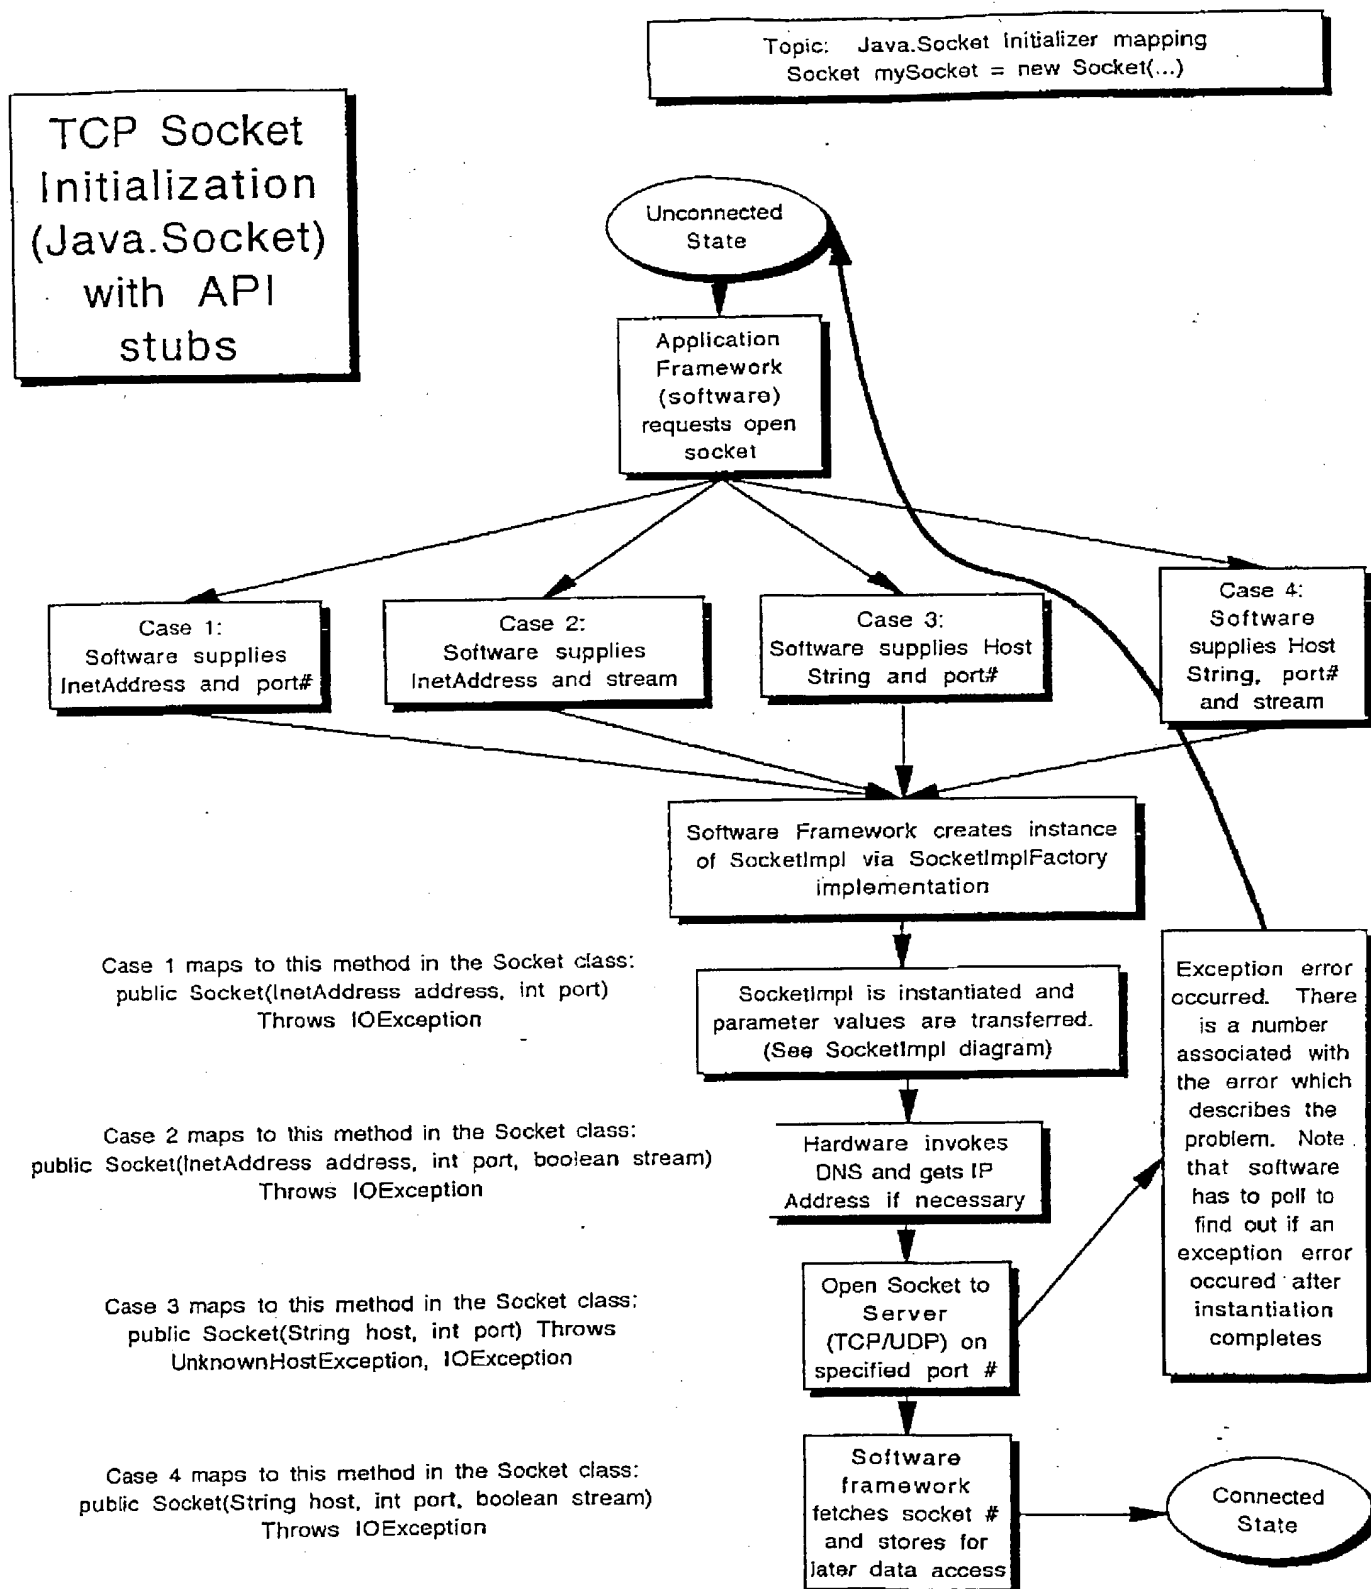 Topic: Java.Socket Initializer mapping
Socket mySocket = new Socket(...)
TCP Socket
Initialization
(Java.Socket)
with API
stubs
Unconnected
State
Application
Framework
(software)
requests open
socket
Case 1:
Software supplies
InetAddress and port#
Case 2:
Software supplies
InetAddress and stream
Case 3:
Software supplies Host
String and port#
Case 4:
Software
supplies Host
String, port#
and stream
Software Framework creates instance
of SocketImpl via SocketImplFactory
implementation
Case 1 maps to this method in the Socket class:
public Socket(InetAddress address, int port)
Throws IOException
SocketImpl is instantiated and
parameter values are transferred.
(See SocketImpl diagram)
Exception error
occurred. There
is a number
associated with
the error which
describes the
problem. Note
that software
has to poll to
find out if an
exception error
occured after
instantiation
completes
Case 2 maps to this method in the Socket class:
public Socket(InetAddress address, int port, boolean stream)
Throws IOException
Hardware invokes
DNS and gets IP
Address if necessary
Case 3 maps to this method in the Socket class:
public Socket(String host, int port) Throws
UnknownHostException, IOException
Open Socket to
Server
(TCP/UDP) on
specified port #
Case 4 maps to this method in the Socket class:
public Socket(String host, int port, boolean stream)
Throws IOException
Software
framework
fetches socket #
and stores for
later data access
Connected
State